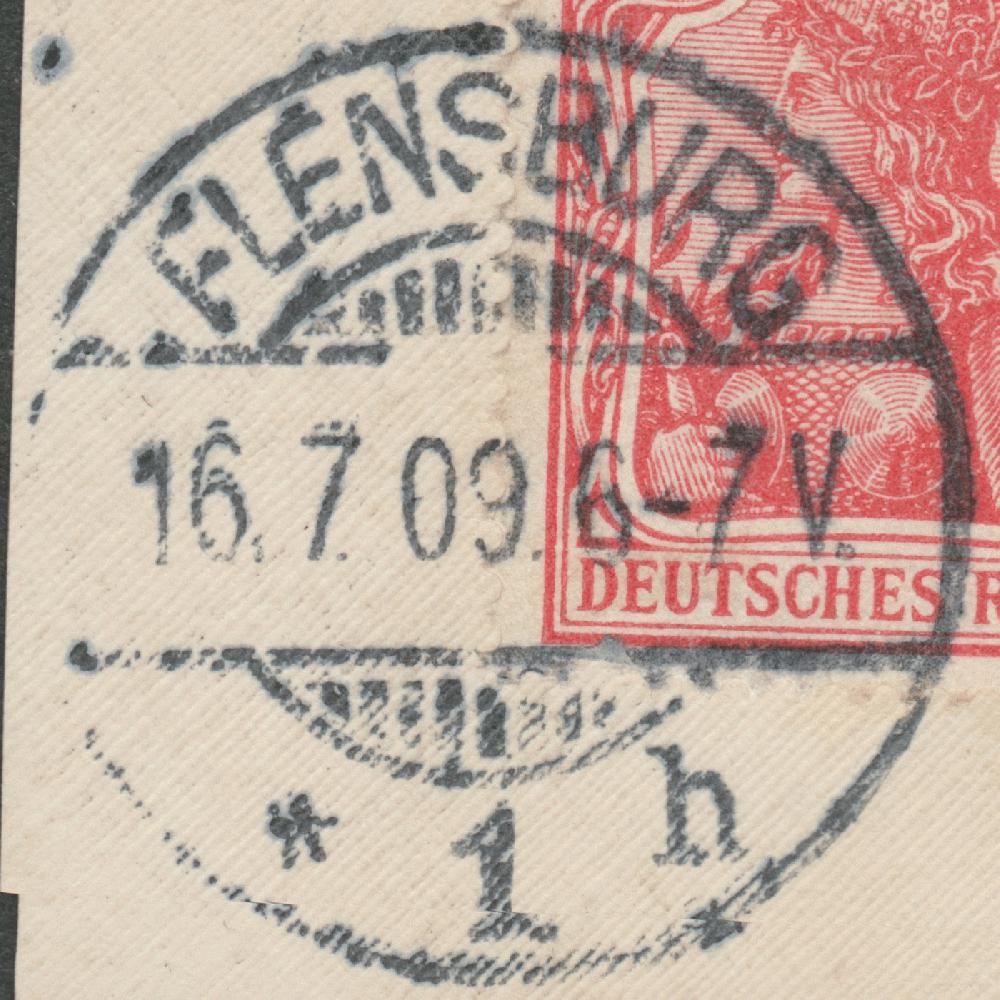 FLENSBURG
16.7.09.6-7V.
DEUTSCHES R
* 1 h